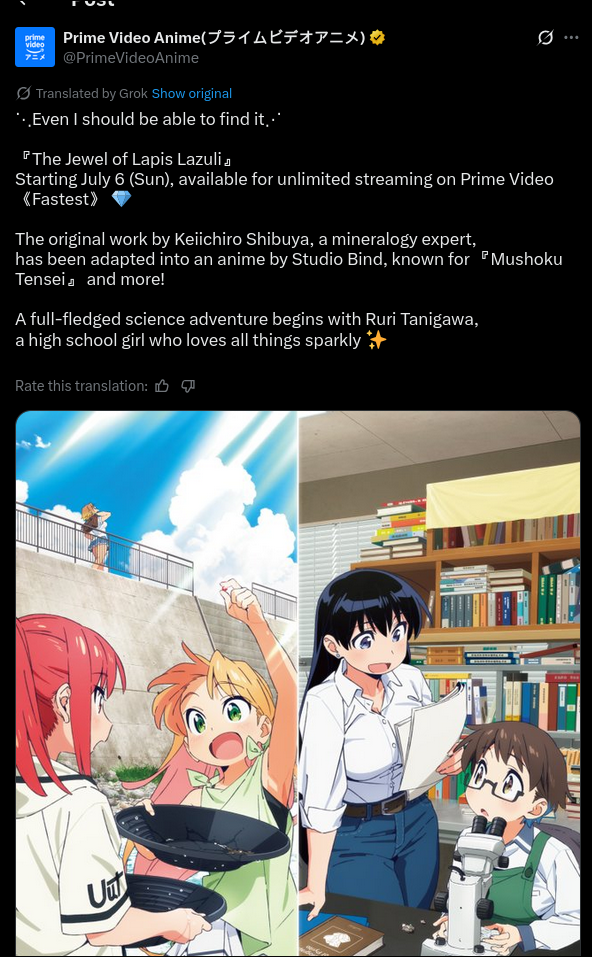 Post
prime
video
アニメ
Prime Video Anime(プライムビデオアニメ)
@PrimeVideoAnime
Translated by Grok Show original
⋱Even I should be able to find it⋰
『The Jewel of Lapis Lazuli』
Starting July 6 (Sun), available for unlimited streaming on Prime Video
《Fastest》 💎
The original work by Keiichiro Shibuya, a mineralogy expert,
has been adapted into an anime by Studio Bind, known for 『Mushoku
Tensei』 and more!
A full-fledged science adventure begins with Ruri Tanigawa,
a high school girl who loves all things sparkly ✨
Rate this translation: